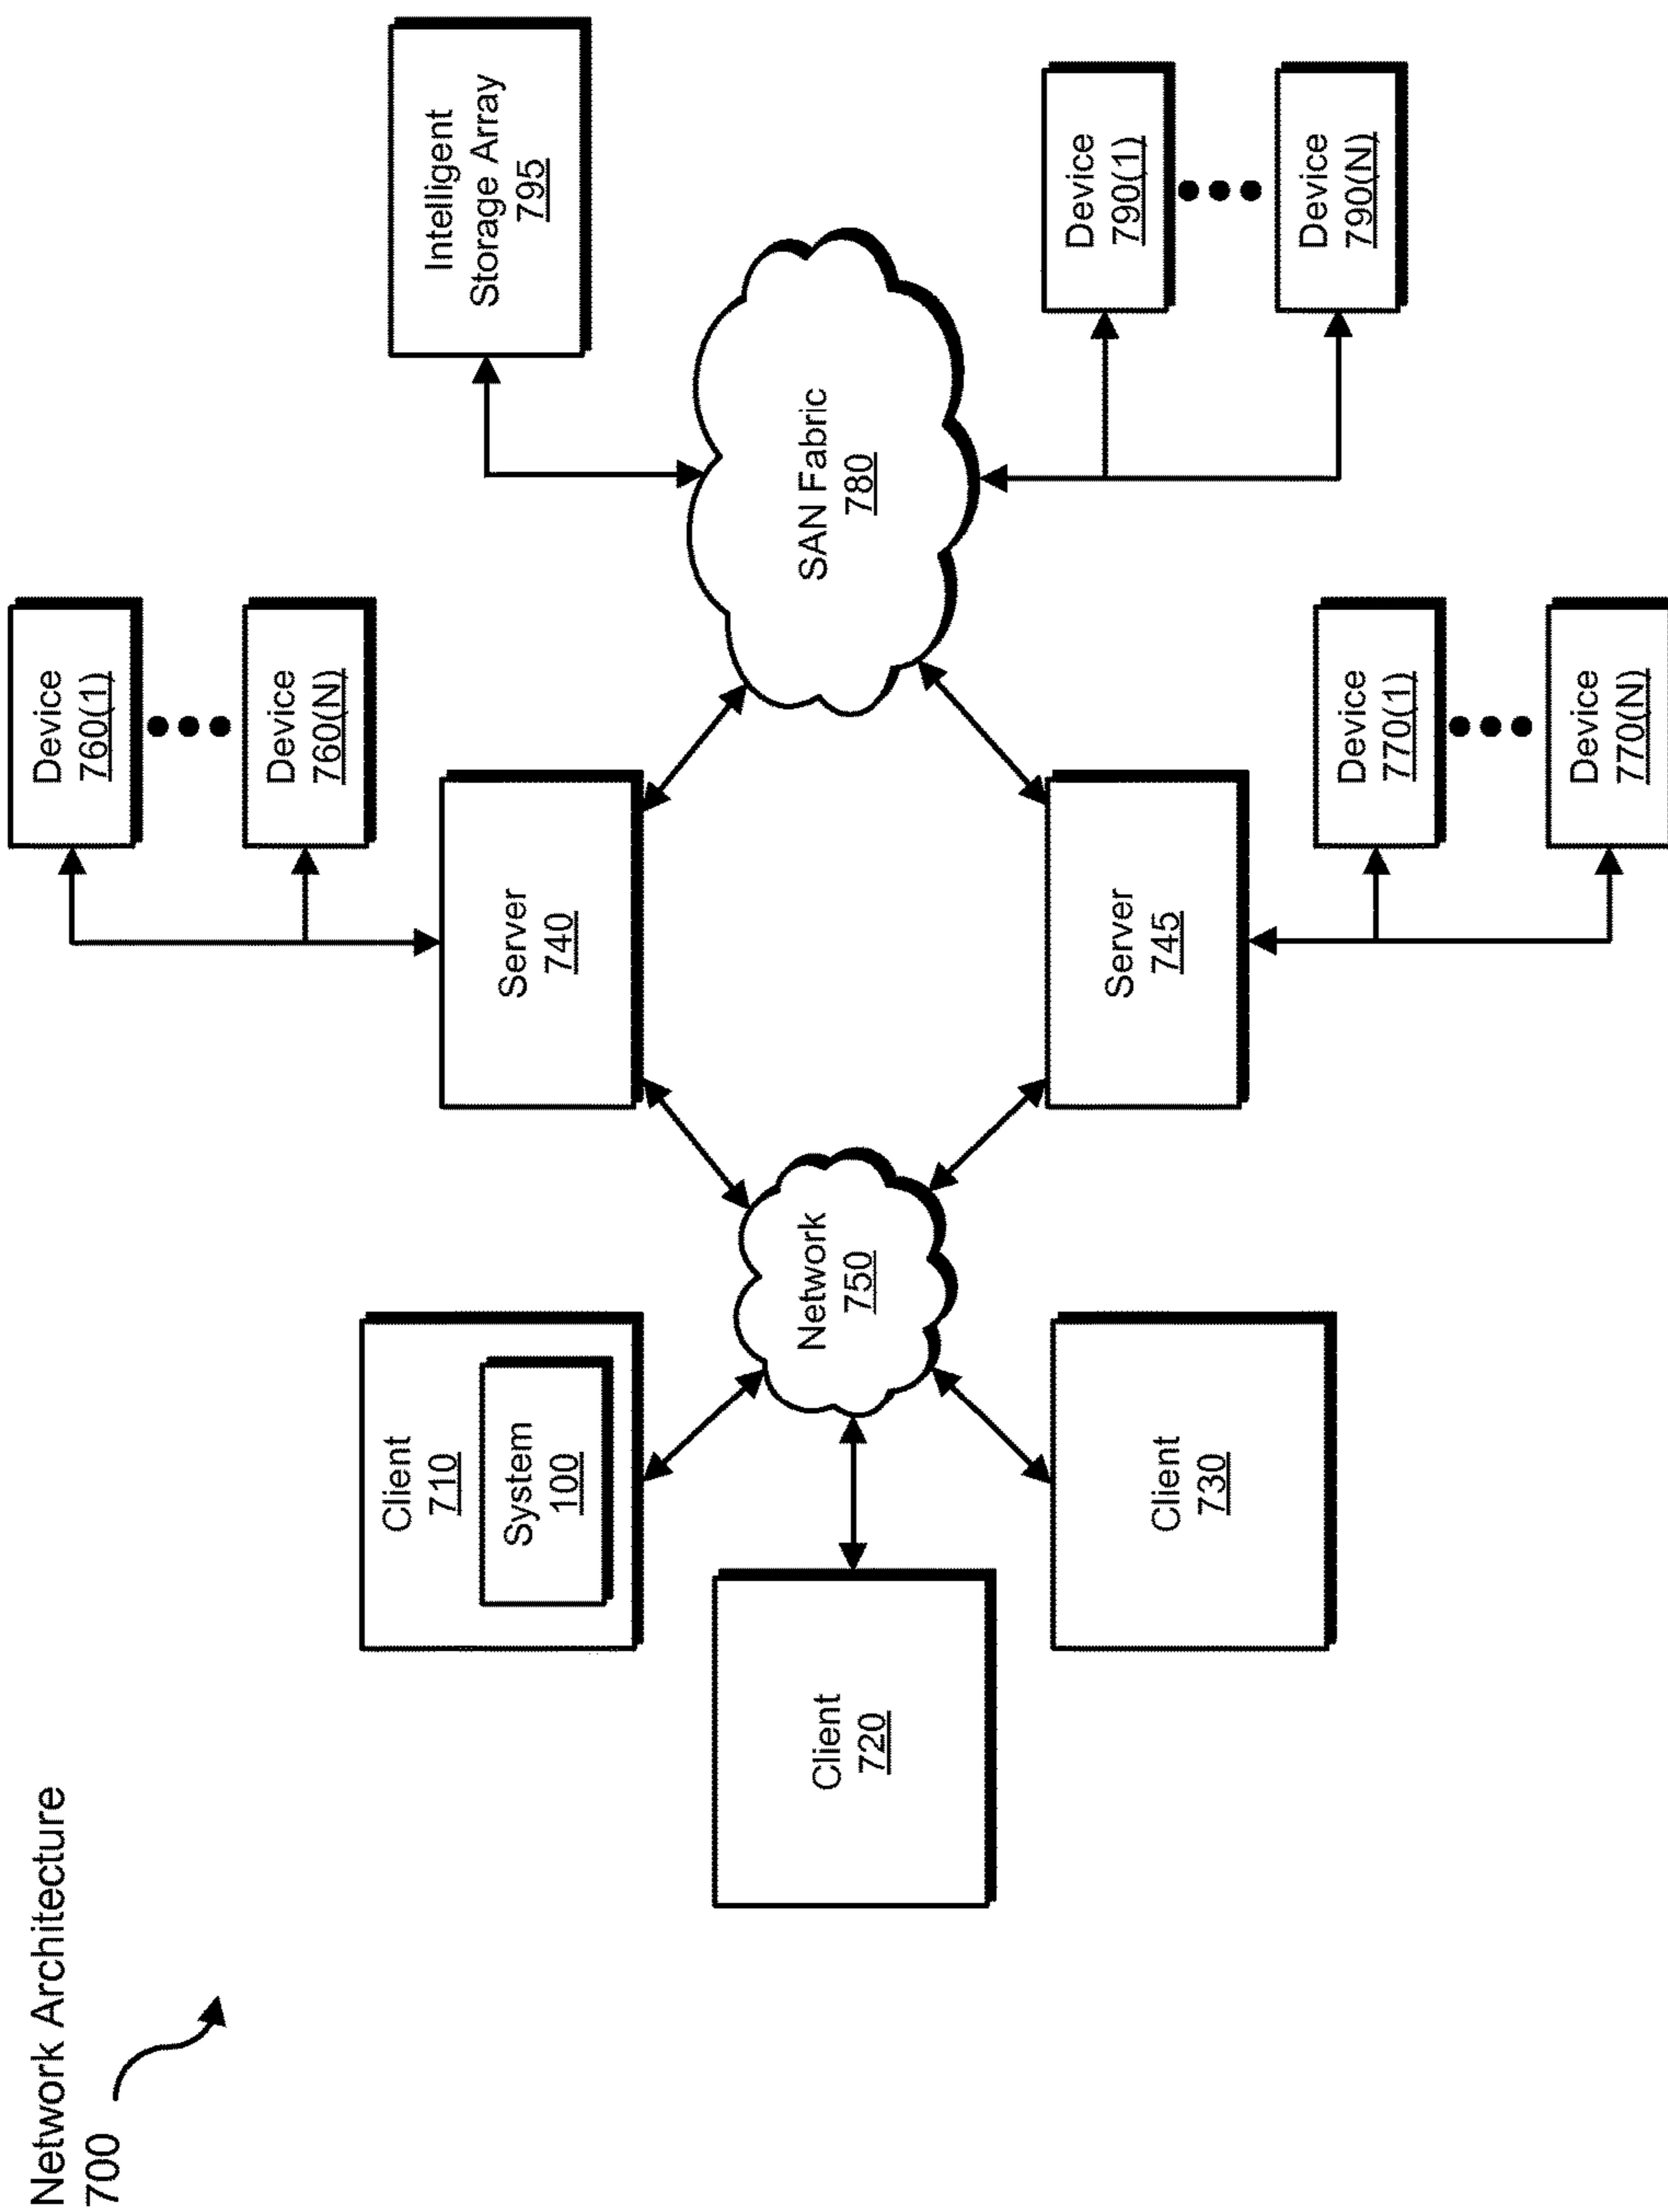 Network Architecture
700
Client
710
System
100
Client
720
Client
730
Network
750
Server
740
Server
745
Device
760(1)
Device
760(N)
Device
770(1)
Device
770(N)
SAN Fabric
780
Intelligent
Storage Array
795
Device
790(1)
Device
790(N)